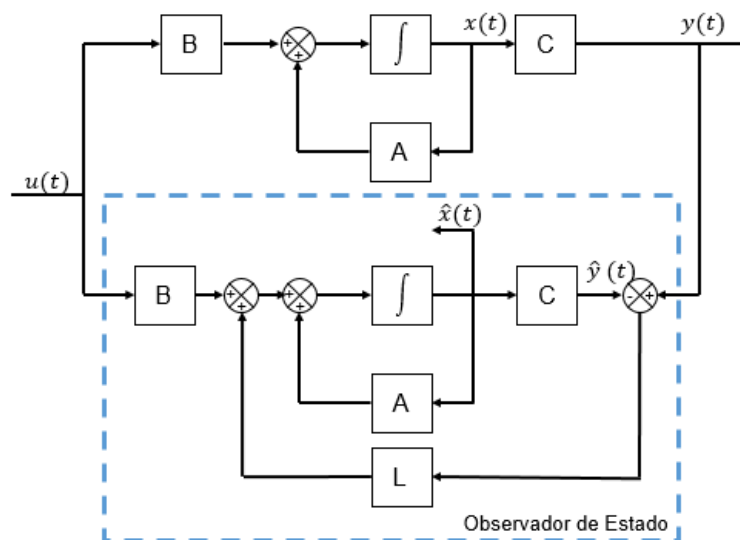 B
∫
x(t)
C
y(t)
A
u(t)
x̂(t)
B
∫
C
ŷ (t)
A
L
Observador de Estado